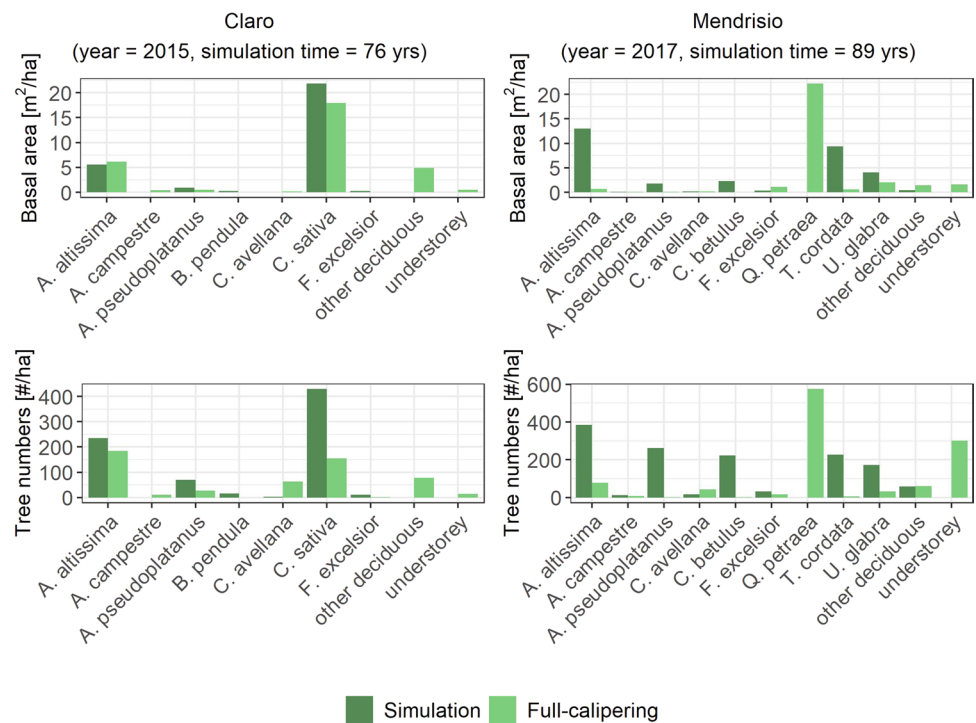 Claro
(year = 2015, simulation time = 76 yrs)
Basal area [m²/ha]
20
15
10
5
0
A. altissima
A. campestre
A. pseudoplatanus
B. pendula
C. avellana
C. sativa
F. excelsior
other deciduous
understorey
Mendrisio
(year = 2017, simulation time = 89 yrs)
Basal area [m²/ha]
20
15
10
5
0
A. altissima
A. campestre
A. pseudoplatanus
C. avellana
C. betulus
F. excelsior
Q. petraea
T. cordata
U. glabra
other deciduous
understorey
Tree numbers [#/ha]
400
300
200
100
0
A. altissima
A. campestre
A. pseudoplatanus
B. pendula
C. avellana
C. sativa
F. excelsior
other deciduous
understorey
Tree numbers [#/ha]
600
400
200
0
A. altissima
A. campestre
A. pseudoplatanus
C. avellana
C. betulus
F. excelsior
Q. petraea
T. cordata
U. glabra
other deciduous
understorey
Simulation
Full-calipering